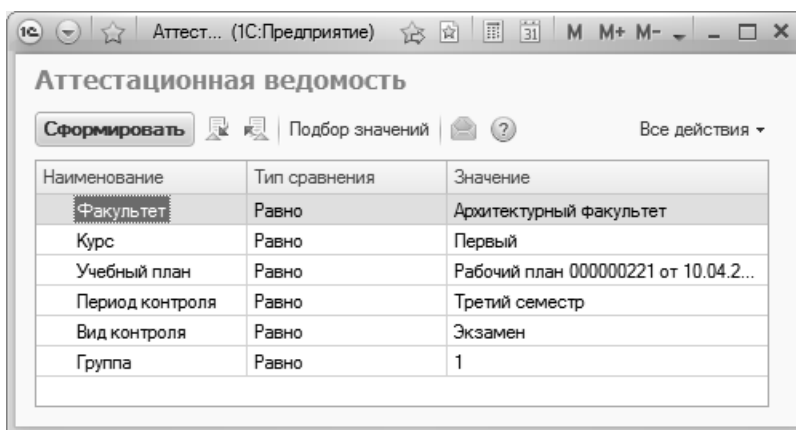 1С Аттест... (1С:Предприятие) 31 M M+ M-
Аттестационная ведомость
Сформировать Подбор значений ? Все действия
Наименование Тип сравнения Значение
Факультет Равно Архитектурный факультет
Курс Равно Первый
Учебный план Равно Рабочий план 000000221 от 10.04.2...
Период контроля Равно Третий семестр
Вид контроля Равно Экзамен
Группа Равно 1